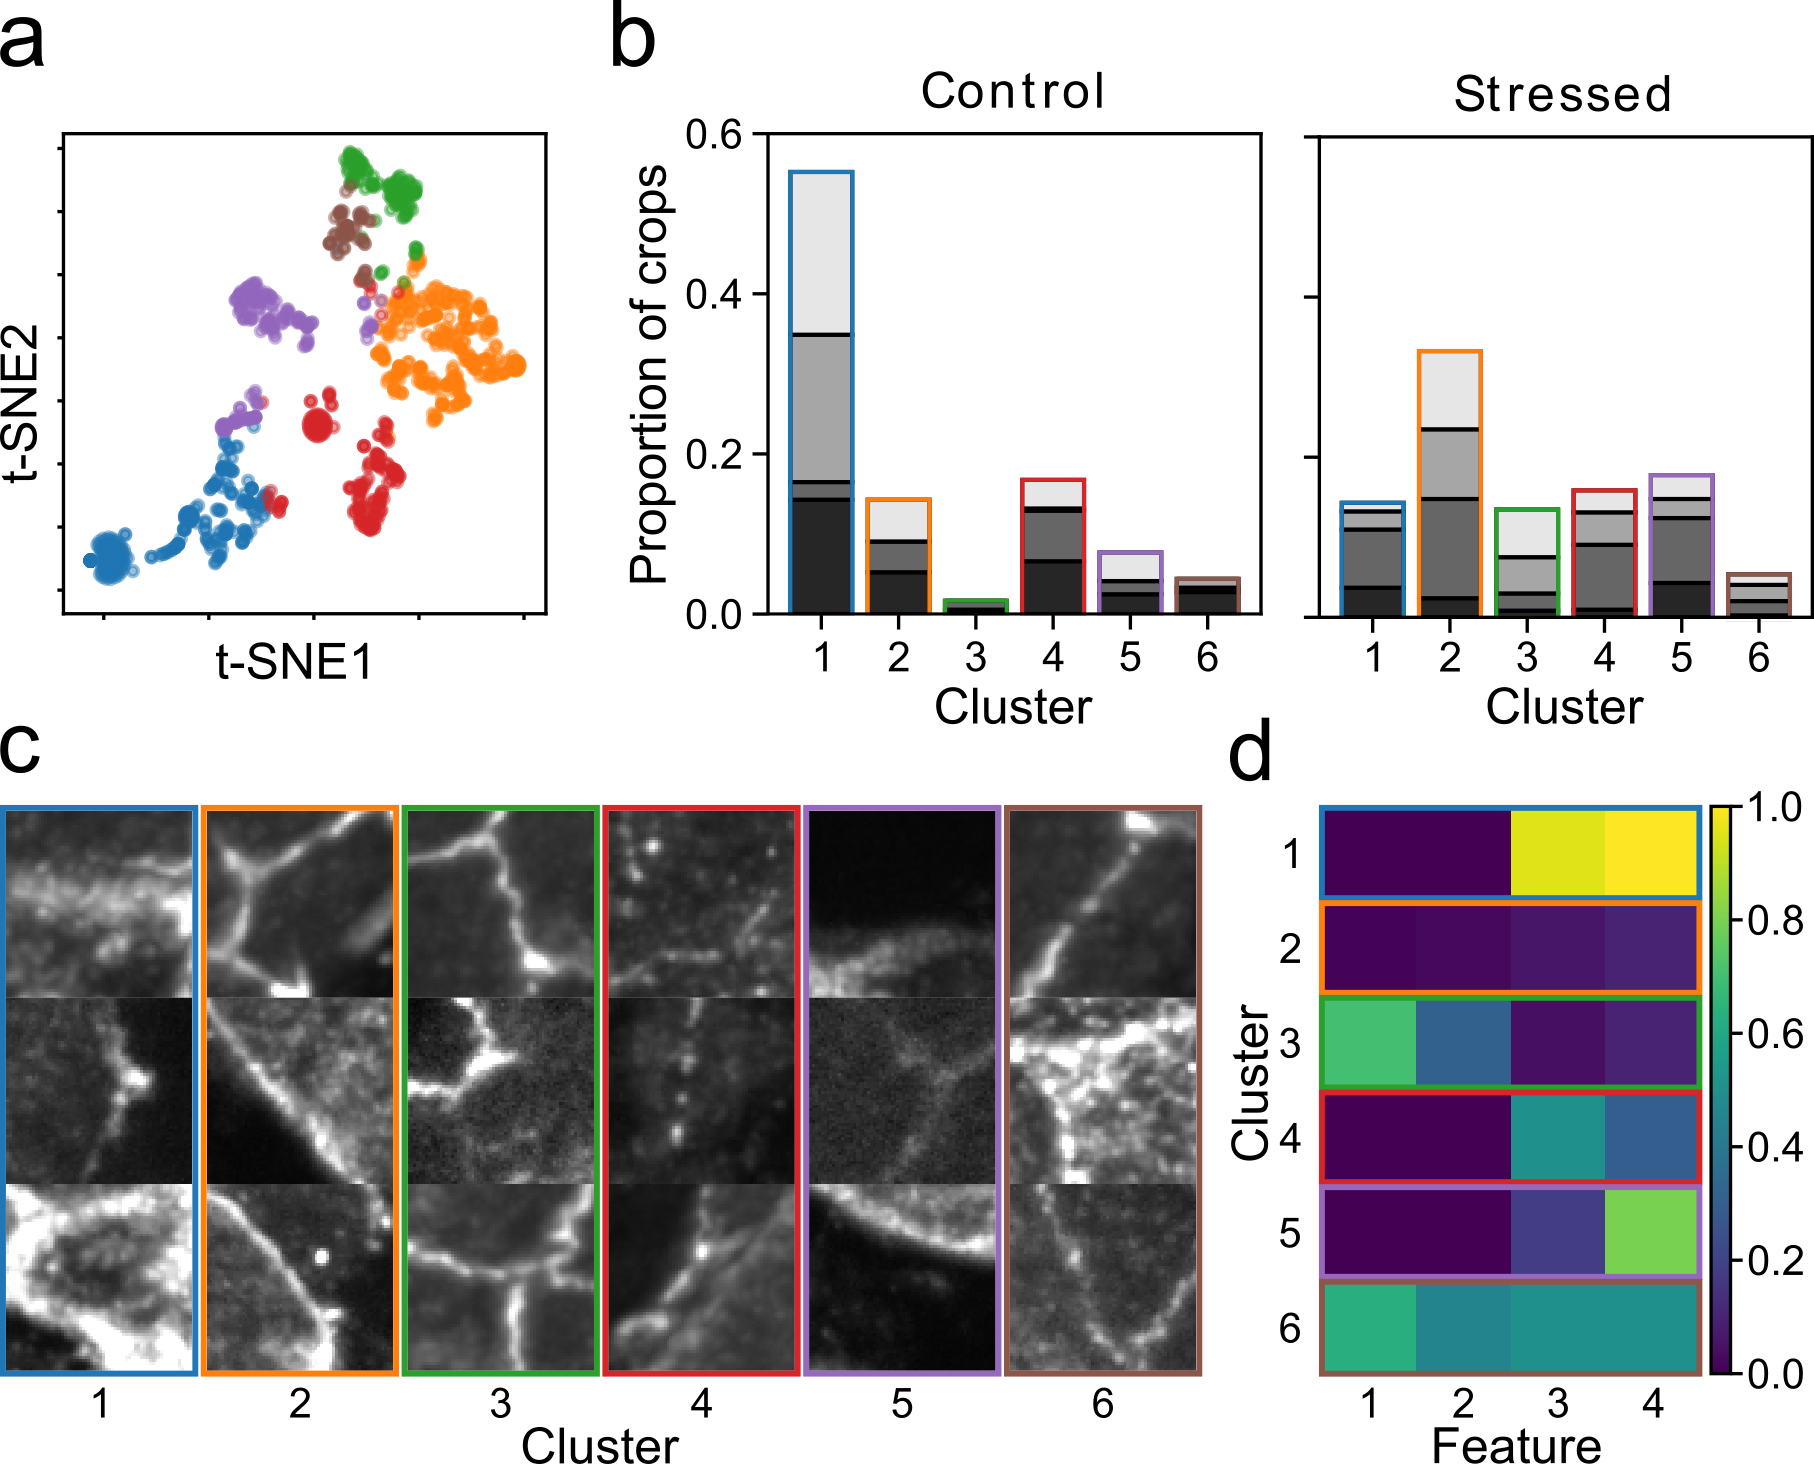 a
t-SNE2
t-SNE1
b
Control
Stressed
Proportion of crops
0.6
0.4
0.2
0.0
1 2 3 4 5 6
Cluster
1 2 3 4 5 6
Cluster
c
1 2 3 4 5 6
Cluster
d
Cluster
1
2
3
4
5
6
1 2 3 4
Feature
1.0
0.8
0.6
0.4
0.2
0.0